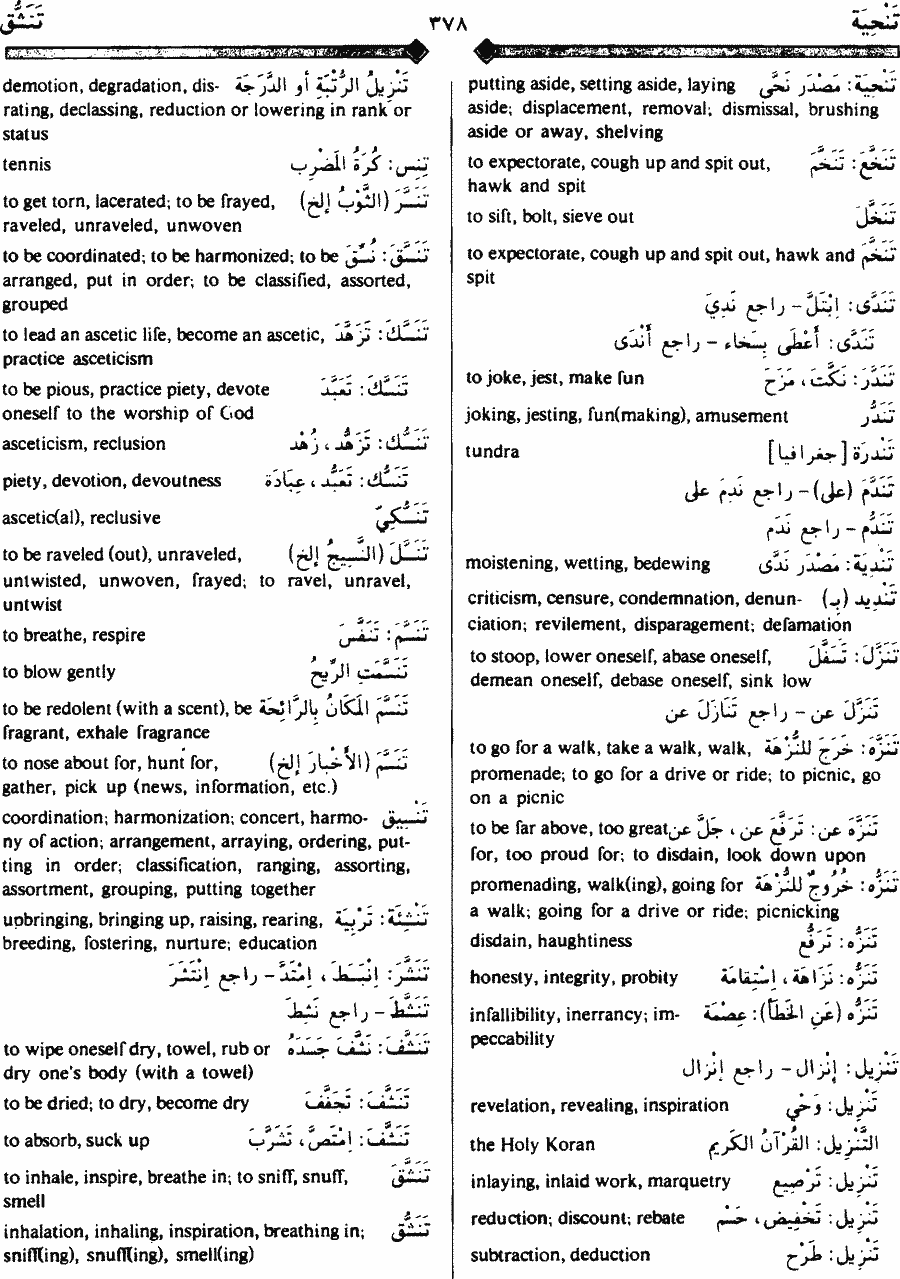 تَنْحِيَة ٣٧٨ تَنَشُّق
تَنْحِيَة: مَصْدَر نَحَّى putting aside, setting aside, laying
aside; displacement, removal; dismissal, brushing
aside or away, shelving
تَنَخَّعَ: تَنَخَّمَ to expectorate, cough up and spit out,
hawk and spit
تَنَخَّلَ to sift, bolt, sieve out
تَنَخَّمَ to expectorate, cough up and spit out, hawk and
spit
تَنَدَّى: اِبْتَلَّ - راجع نَدِيَ
تَنَدَّى: أَعْطَى بِسَخاء - راجع أَنْدَى
تَنَدَّرَ: نَكَّتَ، مَزَحَ to joke, jest, make fun
تَنَدُّر joking, jesting, fun(making), amusement
تَنْدرَة [جغرافيا] tundra
تَنَدَّمَ (على) - راجع نَدِمَ على
تَنَدُّم - راجع نَدَم
تَنْدِيَة: مَصْدَر نَدَّى moistening, wetting, bedewing
تَنْدِيد (بِـ) criticism, censure, condemnation, denun-
ciation; revilement, disparagement; defamation
تَنَزَّلَ: تَسَفَّلَ to stoop, lower oneself, abase oneself,
demean oneself, debase oneself, sink low
تَنَزَّلَ عن - راجع تَنَازَلَ عن
تَنَزَّهَ: خَرَجَ لِلنُّزْهَة to go for a walk, take a walk, walk,
promenade; to go for a drive or ride; to picnic, go
on a picnic
تَنَزَّهَ عن: تَرَفَّعَ عن، جَلَّ عن to be far above, too great
for, too proud for; to disdain, look down upon
تَنَزُّه: خُرُوجٌ لِلنُّزْهَة promenading, walk(ing), going for
a walk; going for a drive or ride; picnicking
تَنَزُّه: تَرَفُّع disdain, haughtiness
تَنَزُّه: نَزَاهَة، اِسْتِقامَة honesty, integrity, probity
تَنَزُّه (عَنِ الخَطَأ): عِصْمَة infallibility, inerrancy; im-
peccability
تَنْزِيل: إنْزال - راجع إنْزال
تَنْزِيل: وَحْي revelation, revealing, inspiration
التَّنْزِيل: القُرْآنُ الكَرِيم the Holy Koran
تَنْزِيل: تَرْصِيع inlaying, inlaid work, marquetry
تَنْزِيل: تَخْفِيض، حَسْم reduction; discount; rebate
تَنْزِيل: طَرْح subtraction, deduction
تَنْزِيلُ الرُّتْبَةِ أو الدَّرَجَة demotion, degradation, dis-
rating, declassing, reduction or lowering in rank or
status
تِنِس: كُرَةُ المَضْرِب tennis
تَنَسَّرَ (الثَّوْبُ إلخ) to get torn, lacerated; to be frayed,
raveled, unraveled, unwoven
تَنَسَّقَ: نُسِّقَ to be coordinated; to be harmonized; to be
arranged, put in order; to be classified, assorted,
grouped
تَنَسَّكَ: تَزَهَّدَ to lead an ascetic life, become an ascetic,
practice asceticism
تَنَسَّكَ: تَعَبَّدَ to be pious, practice piety, devote
oneself to the worship of God
تَنَسُّك: تَزَهُّد، زُهْد asceticism, reclusion
تَنَسُّك: تَعَبُّد، عِبَادَة piety, devotion, devoutness
تَنَسُّكِيّ ascetic(al), reclusive
تَنَسَّلَ (النَّسِيجُ إلخ) to be raveled (out), unraveled,
untwisted, unwoven, frayed; to ravel, unravel,
untwist
تَنَسَّمَ: تَنَفَّسَ to breathe, respire
تَنَسَّمَتِ الرِّيحُ to blow gently
تَنَسَّمَ المَكَانُ بِالرَّائِحَة to be redolent (with a scent), be
fragrant, exhale fragrance
تَنَسَّمَ (الأَخْبارَ إلخ) to nose about for, hunt for,
gather, pick up (news, information, etc.)
تَنْسِيق coordination; harmonization; concert, harmo-
ny of action; arrangement, arraying, ordering, put-
ting in order; classification, ranging, assorting,
assortment, grouping, putting together
تَنْشِئَة: تَرْبِيَة upbringing, bringing up, raising, rearing,
breeding, fostering, nurture; education
تَنَشَّرَ: اِنْبَسَطَ، اِمْتَدَّ - راجع اِنْتَشَرَ
تَنَشَّطَ - راجع نَشِطَ
تَنَشَّفَ: نَشَّفَ جَسَدَهُ to wipe oneself dry, towel, rub or
dry one's body (with a towel)
تَنَشَّفَ: تَجَفَّفَ to be dried; to dry, become dry
تَنَشَّفَ: اِمْتَصَّ، تَشَرَّبَ to absorb, suck up
تَنَشَّقَ to inhale, inspire, breathe in; to sniff, snuff,
smell
تَنَشُّق inhalation, inhaling, inspiration, breathing in;
sniff(ing), snuff(ing), smell(ing)